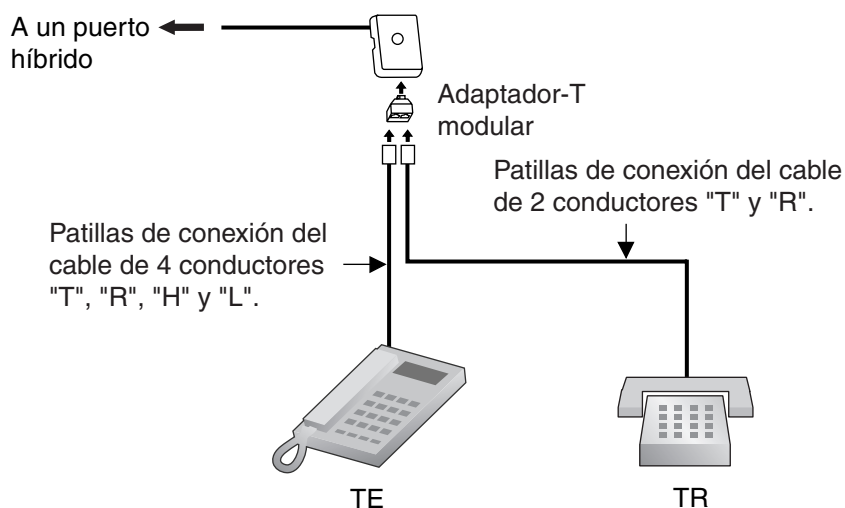 A un puerto
híbrido
Adaptador-T
modular
Patillas de conexión del cable
de 2 conductores "T" y "R".
Patillas de conexión del
cable de 4 conductores
"T", "R", "H" y "L".
TE
TR